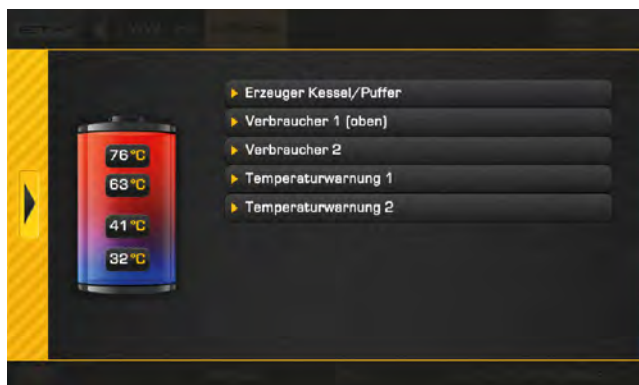 Erzeuger Kessel/Puffer
Verbraucher 1 (oben)
Verbraucher 2
Temperaturwarnung 1
Temperaturwarnung 2
76°C
63°C
41°C
32°C